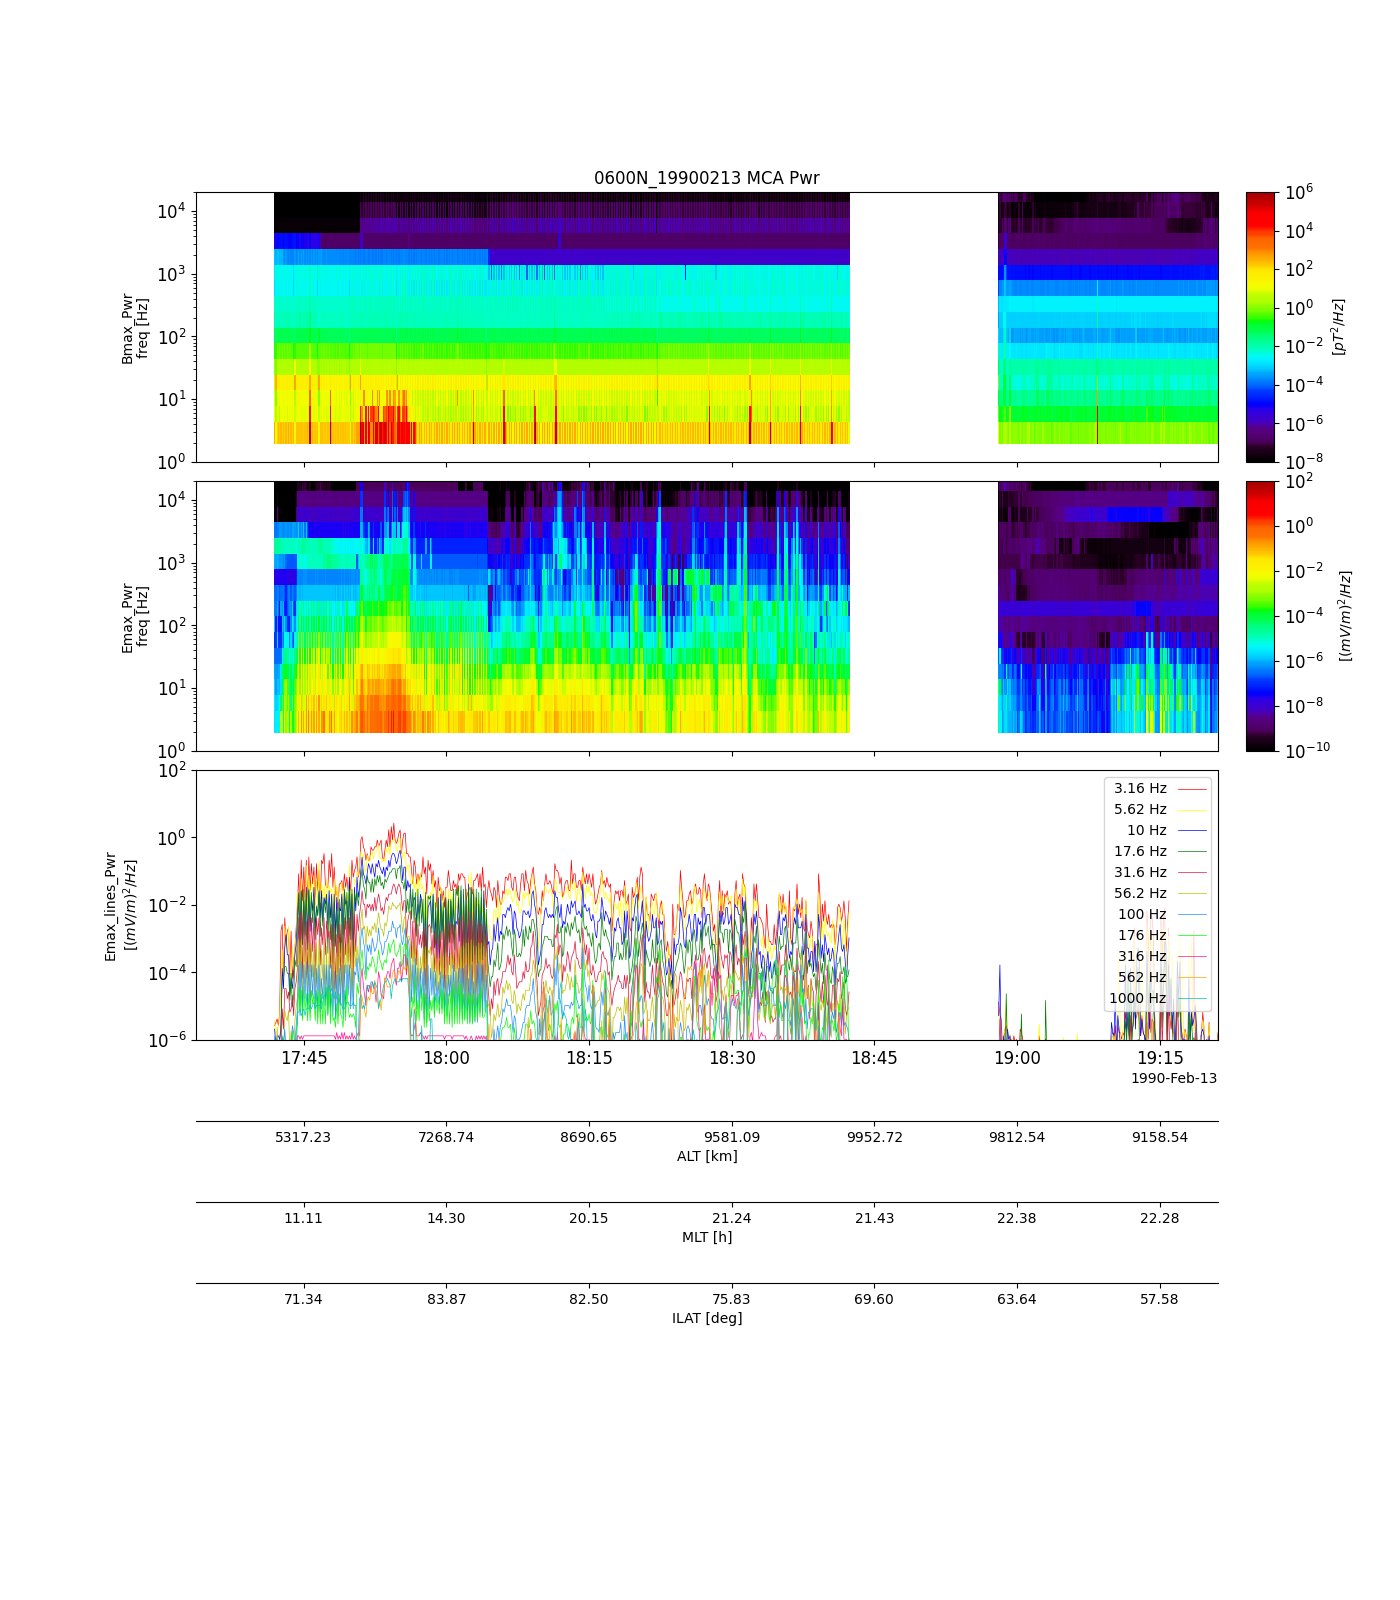 0600N_19900213 MCA Pwr
Bmax_Pwr
freq [Hz]
10^4
10^3
10^2
10^1
10^0
10^6
10^4
10^2
10^0
10^-2
10^-4
10^-6
10^-8
[pT^2/Hz]
Emax_Pwr
freq [Hz]
10^4
10^3
10^2
10^1
10^0
10^2
10^0
10^-2
10^-4
10^-6
10^-8
10^-10
[(mV/m)^2/Hz]
Emax_lines_Pwr
[(mV/m)^2/Hz]
10^2
10^0
10^-2
10^-4
10^-6
3.16 Hz
5.62 Hz
10 Hz
17.6 Hz
31.6 Hz
56.2 Hz
100 Hz
176 Hz
316 Hz
562 Hz
1000 Hz
17:45 18:00 18:15 18:30 18:45 19:00 19:15
1990-Feb-13
5317.23 7268.74 8690.65 9581.09 9952.72 9812.54 9158.54
ALT [km]
11.11 14.30 20.15 21.24 21.43 22.38 22.28
MLT [h]
71.34 83.87 82.50 75.83 69.60 63.64 57.58
ILAT [deg]